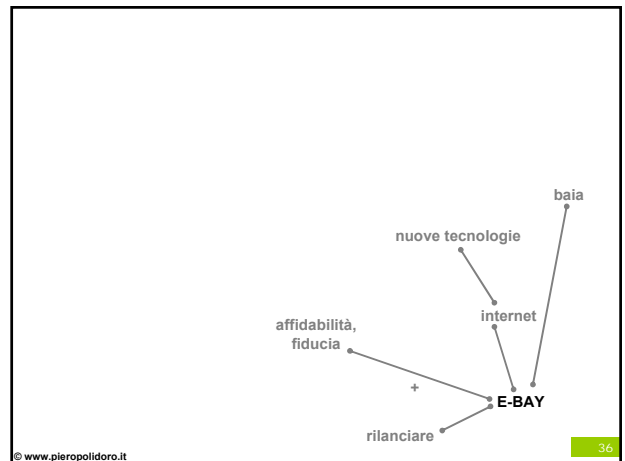 baia
nuove tecnologie
internet
affidabilità,
fiducia
+
E-BAY
rilanciare
© www.pieropolidoro.it
36